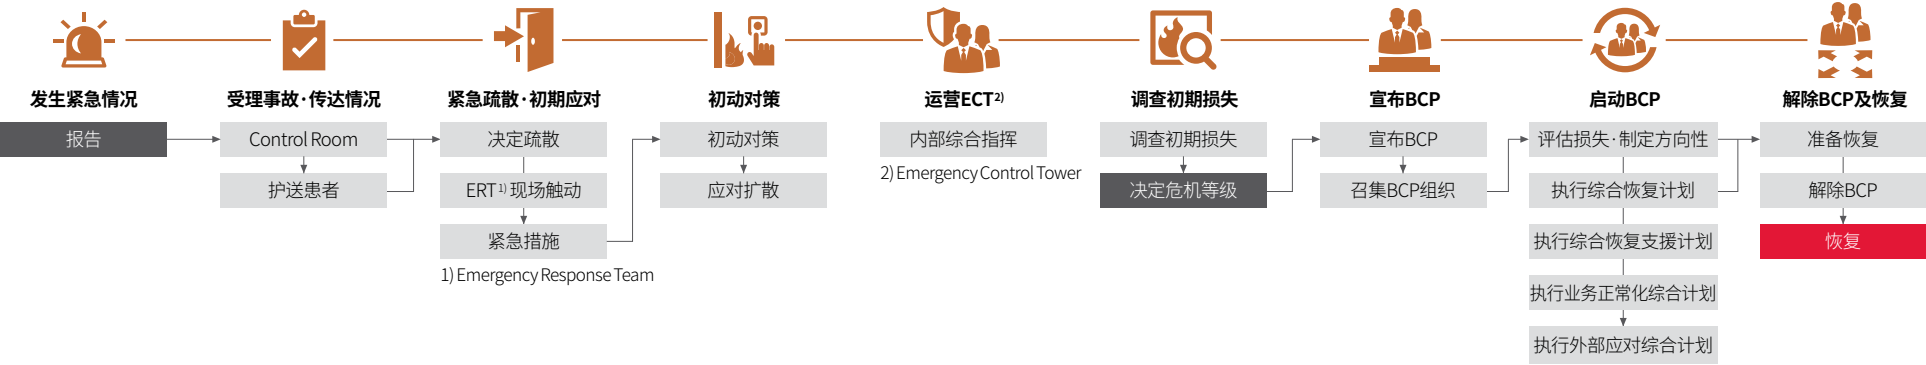 发生紧急情况
报告
受理事故·传达情况
Control Room
护送患者
紧急疏散·初期应对
决定疏散
ERT1) 现场触动
紧急措施
1) Emergency Response Team
初动对策
初动对策
应对扩散
运营ECT2)
内部综合指挥
2) Emergency Control Tower
调查初期损失
调查初期损失
决定危机等级
宣布BCP
宣布BCP
召集BCP组织
启动BCP
评估损失·制定方向性
执行综合恢复计划
执行综合恢复支援计划
执行业务正常化综合计划
执行外部应对综合计划
解除BCP及恢复
准备恢复
解除BCP
恢复